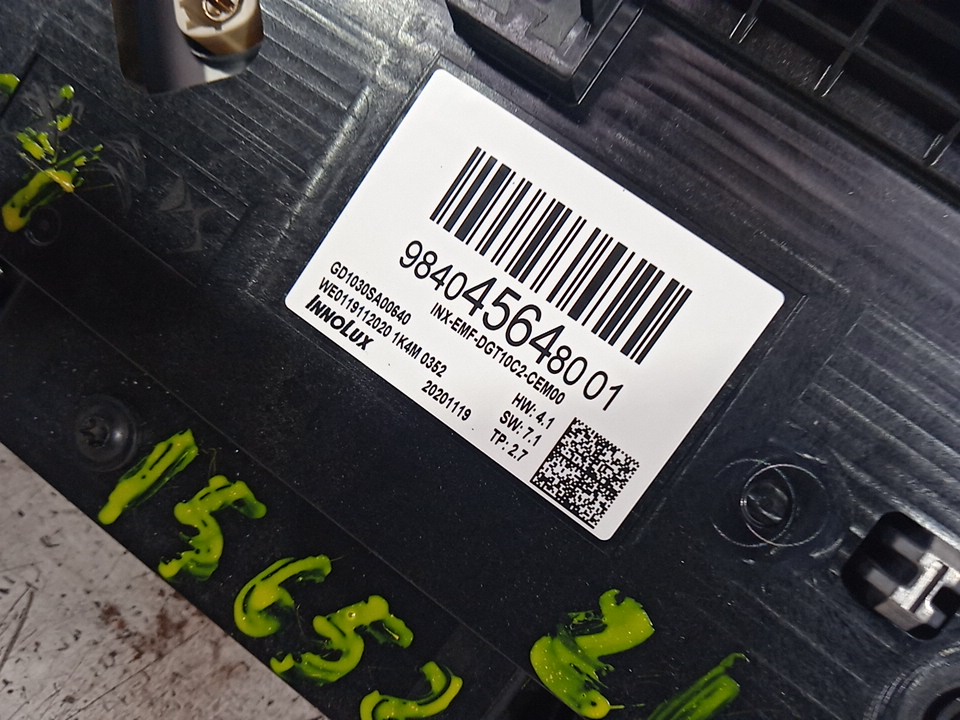 9840456480 01
INX-EMF-DGT10C2-CEM00
GD1030SA00640
WE0119112020 1K4M 0352
INNOLUX
20201119
HW: 4.1
SW: 7.1
TP: 2.7
1565